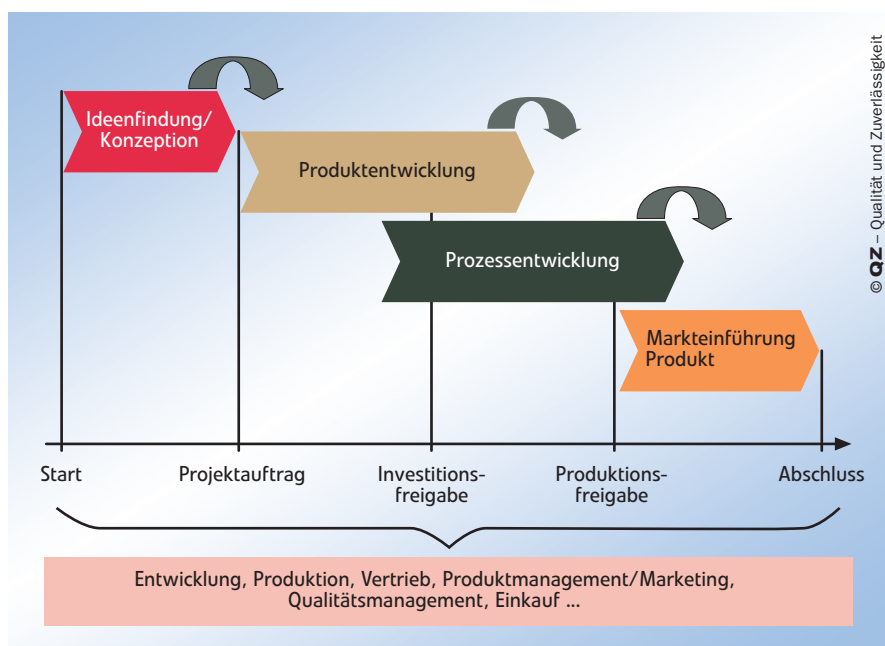 Ideenfindung/
Konzeption
Produktentwicklung
Prozessentwicklung
Markteinführung
Produkt
Start
Projektauftrag
Investitions-
freigabe
Produktions-
freigabe
Abschluss
Entwicklung, Produktion, Vertrieb, Produktmanagement/Marketing,
Qualitätsmanagement, Einkauf ...
© QZ – Qualität und Zuverlässigkeit